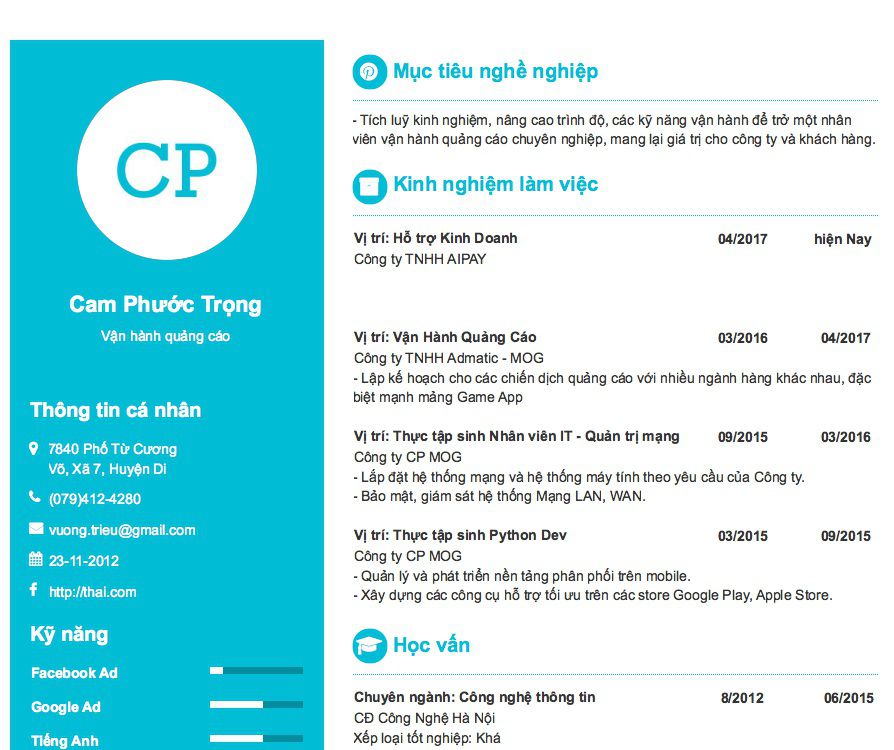 CP
Cam Phước Trọng
Vận hành quảng cáo
Thông tin cá nhân
7840 Phố Từ Cương
Võ, Xã 7, Huyện Di
(079)412-4280
vuong.trieu@gmail.com
23-11-2012
http://thai.com
Kỹ năng
Facebook Ad
Google Ad
Tiếng Anh
Mục tiêu nghề nghiệp
- Tích luỹ kinh nghiệm, nâng cao trình độ, các kỹ năng vận hành để trở một nhân
viên vận hành quảng cáo chuyên nghiệp, mang lại giá trị cho công ty và khách hàng.
Kinh nghiệm làm việc
Vị trí: Hỗ trợ Kinh Doanh 04/2017 hiện Nay
Công ty TNHH AIPAY
Vị trí: Vận Hành Quảng Cáo 03/2016 04/2017
Công ty TNHH Admatic - MOG
- Lập kế hoạch cho các chiến dịch quảng cáo với nhiều ngành hàng khác nhau, đặc
biệt mạnh mảng Game App
Vị trí: Thực tập sinh Nhân viên IT - Quản trị mạng 09/2015 03/2016
Công ty CP MOG
- Lắp đặt hệ thống mạng và hệ thống máy tính theo yêu cầu của Công ty.
- Bảo mật, giám sát hệ thống Mạng LAN, WAN.
Vị trí: Thực tập sinh Python Dev 03/2015 09/2015
Công ty CP MOG
- Quản lý và phát triển nền tảng phân phối trên mobile.
- Xây dựng các công cụ hỗ trợ tối ưu trên các store Google Play, Apple Store.
Học vấn
Chuyên ngành: Công nghệ thông tin 8/2012 06/2015
CĐ Công Nghệ Hà Nội
Xếp loại tốt nghiệp: Khá